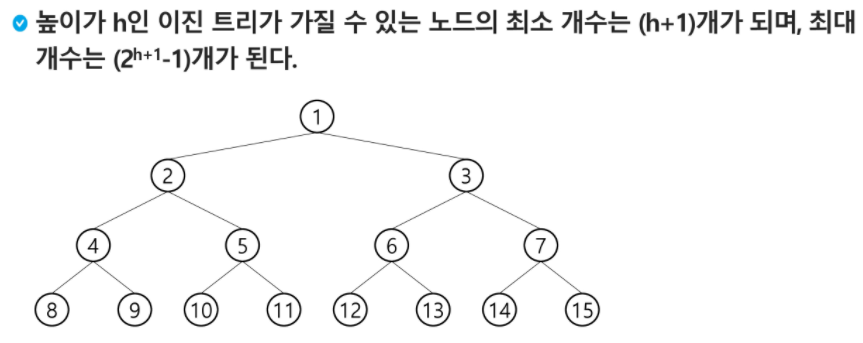 높이가 h인 이진 트리가 가질 수 있는 노드의 최소 개수는 (h+1)개가 되며, 최대
개수는 (2ʰ⁺¹-1)개가 된다.
1
2 3
4 5 6 7
8 9 10 11 12 13 14 15